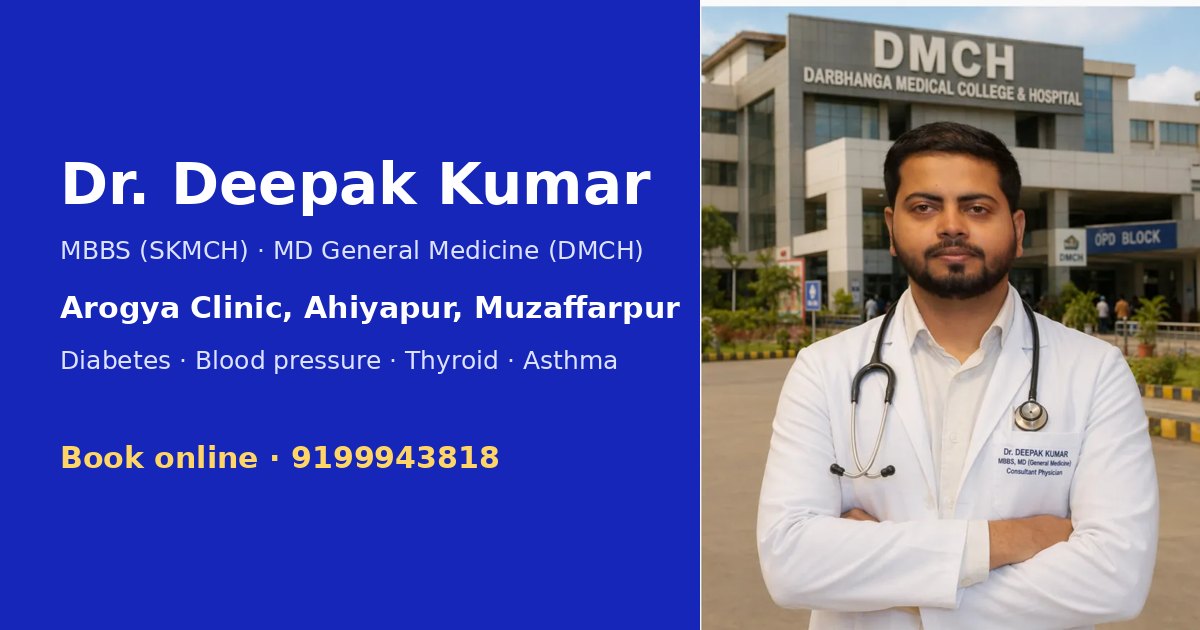 Dr. Deepak Kumar
MBBS (SKMCH) · MD General Medicine (DMCH)
Arogya Clinic, Ahiyapur, Muzaffarpur
Diabetes · Blood pressure · Thyroid · Asthma
Book online · 9199943818
DMCH
DARBHANGA MEDICAL COLLEGE & HOSPITAL
DMCH
OPD BLOCK
Dr. DEEPAK KUMAR
MBBS, MD (General Medicine)
Consultant Physician